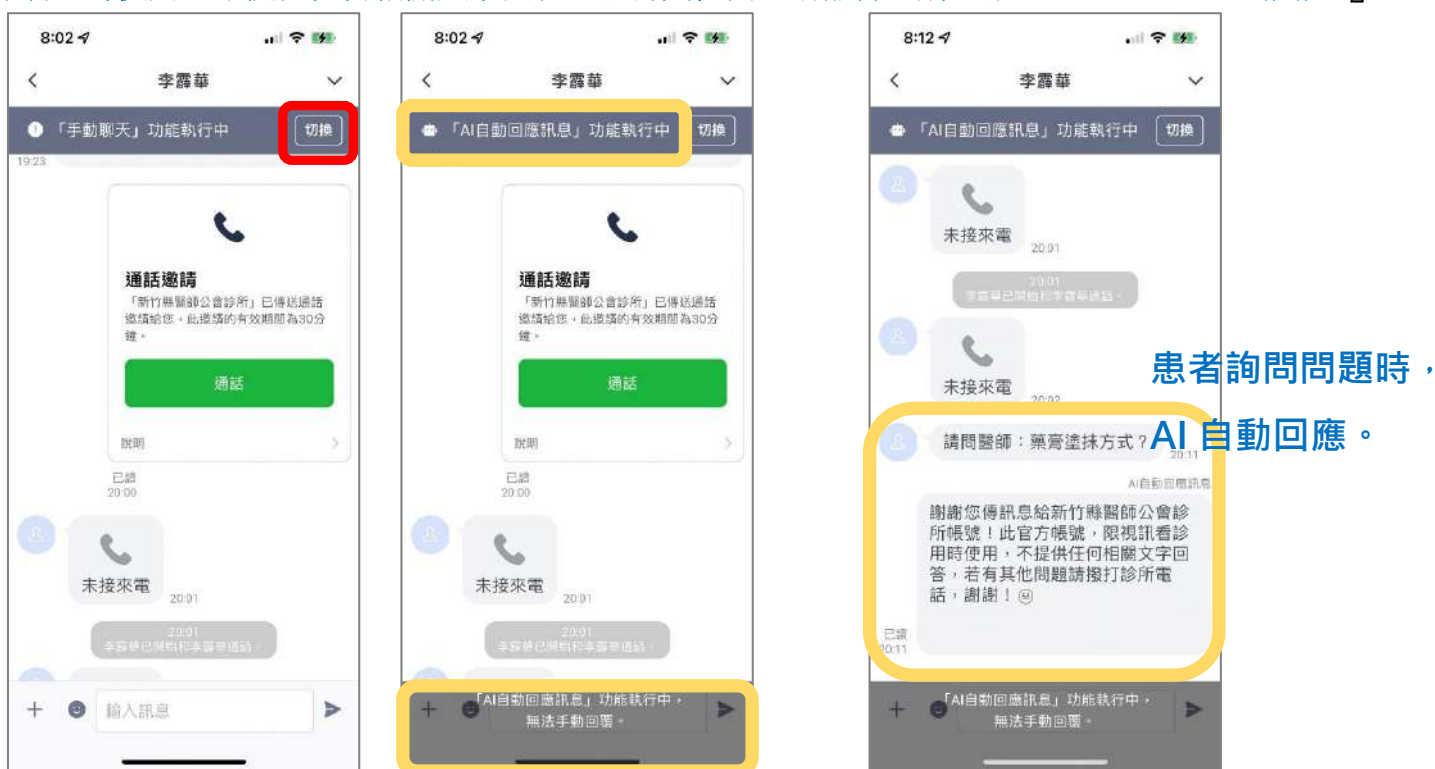 8:02
李霽華
「手動聊天」功能執行中
切換
19:23
通話邀請
「新竹縣醫師公會診所」已傳送通話
邀請給您,此邀請的有效期間為30分
鐘。
通話
說明
已讀
20:00
未接來電
20:01
20:01
輸入訊息
8:02
李霽華
「AI自動回應訊息」功能執行中
切換
通話邀請
「新竹縣醫師公會診所」已傳送通話
邀請給您,此邀請的有效期間為30分
鐘。
通話
說明
已讀
20:00
未接來電
20:01
20:01
「AI自動回應訊息」功能執行中,
無法手動回覆。
8:12
李霽華
「AI自動回應訊息」功能執行中
切換
未接來電
20:01
20:01
未接來電
20:02
請問醫師:藥膏塗抹方式?
20:11
AI自動回應訊息
謝謝您傳訊息給新竹縣醫師公會診
所帳號!此官方帳號,限視訊看診
用時使用,不提供任何相關文字回
答,若有其他問題請撥打診所電
話,謝謝!
已讀
20:11
「AI自動回應訊息」功能執行中,
無法手動回覆。
患者詢問問題時,
AI 自動回應。